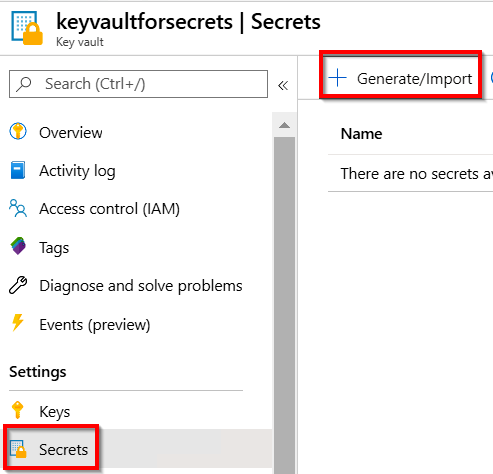 keyvaultforsecrets | Secrets
Key vault
Search (Ctrl+/)
«
Generate/Import
Overview
Activity log
Access control (IAM)
Tags
Diagnose and solve problems
Events (preview)
Settings
Keys
Secrets
Name
There are no secrets av